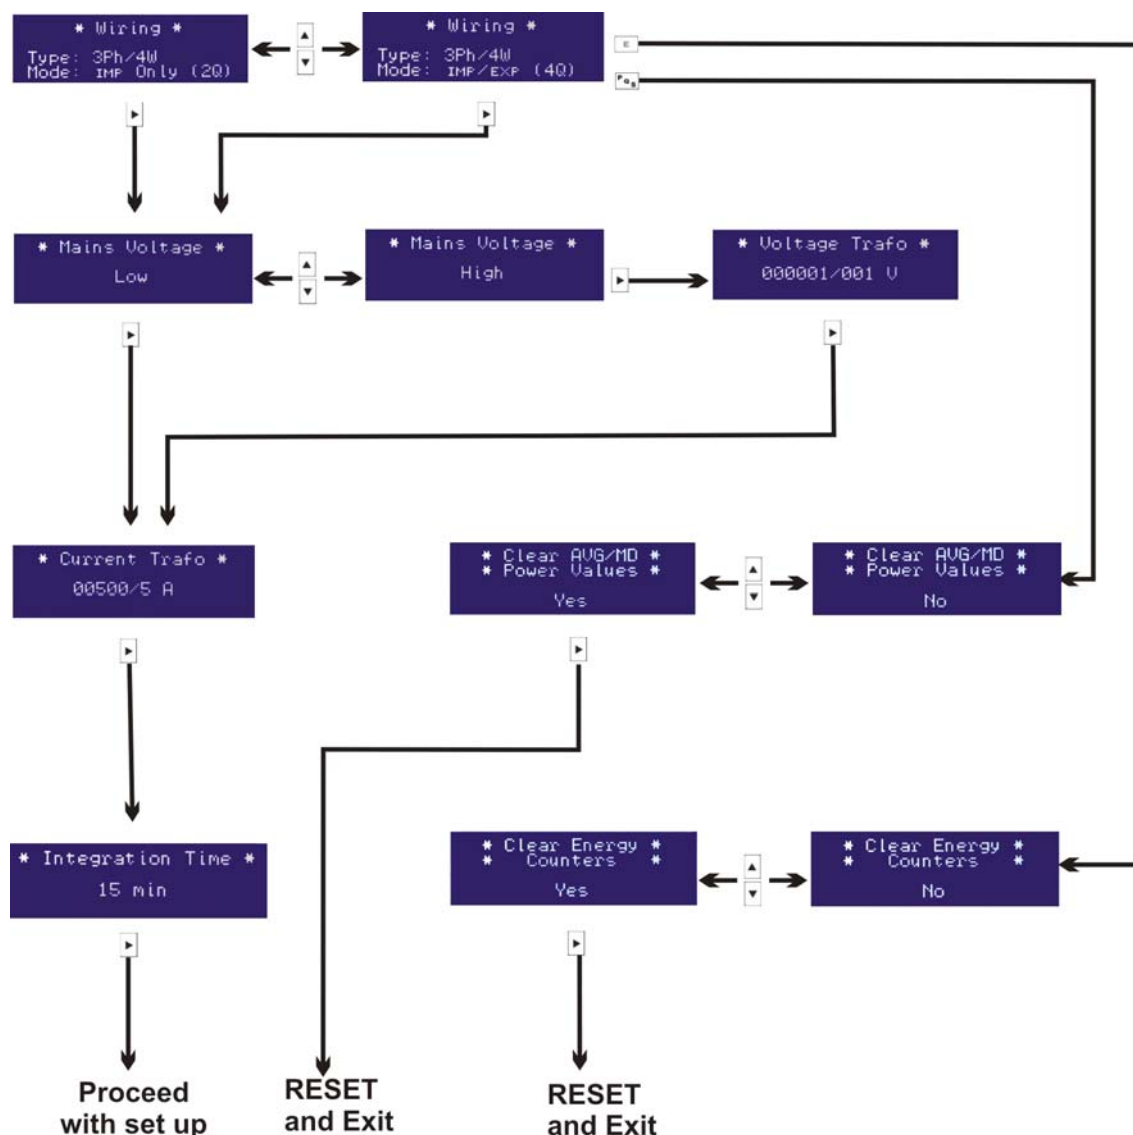 * Wiring *
Type: 3Ph/4W
Mode: IMP Only (2Q)
* Wiring *
Type: 3Ph/4W
Mode: IMP/EXP (4Q)
E
PQS
* Mains Voltage *
Low
* Mains Voltage *
High
* Voltage Trafo *
000001/001 V
* Current Trafo *
00500/5 A
* Clear AVG/MD *
* Power Values *
Yes
* Clear AVG/MD *
* Power Values *
No
* Integration Time *
15 min
* Clear Energy *
* Counters *
Yes
* Clear Energy *
* Counters *
No
Proceed
with set up
RESET
and Exit
RESET
and Exit